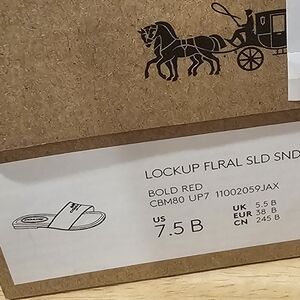 LOCKUP FLRAL SLD SND
BOLD RED
CBM80 UP7 11002059JAX
US
7.5 B
UK 5.5 B
EUR 38 B
CN 245 B